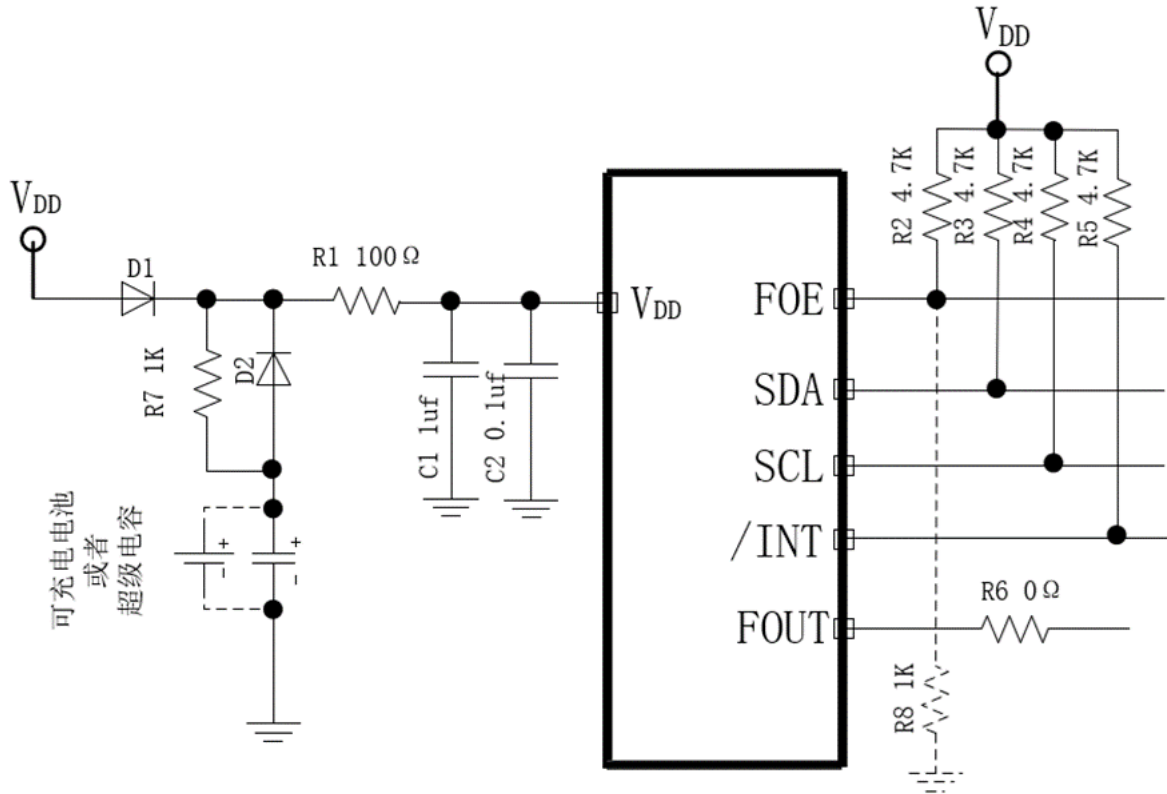 VDD
VDD
D1
R1 100Ω
R7 1K
D2
C1 1uf
C2 0.1uf
可充电电池
或者
超级电容
+
-
+
-
VDD
FOE
SDA
SCL
/INT
FOUT
R2 4.7K
R3 4.7K
R4 4.7K
R5 4.7K
R6 0Ω
R8 1K